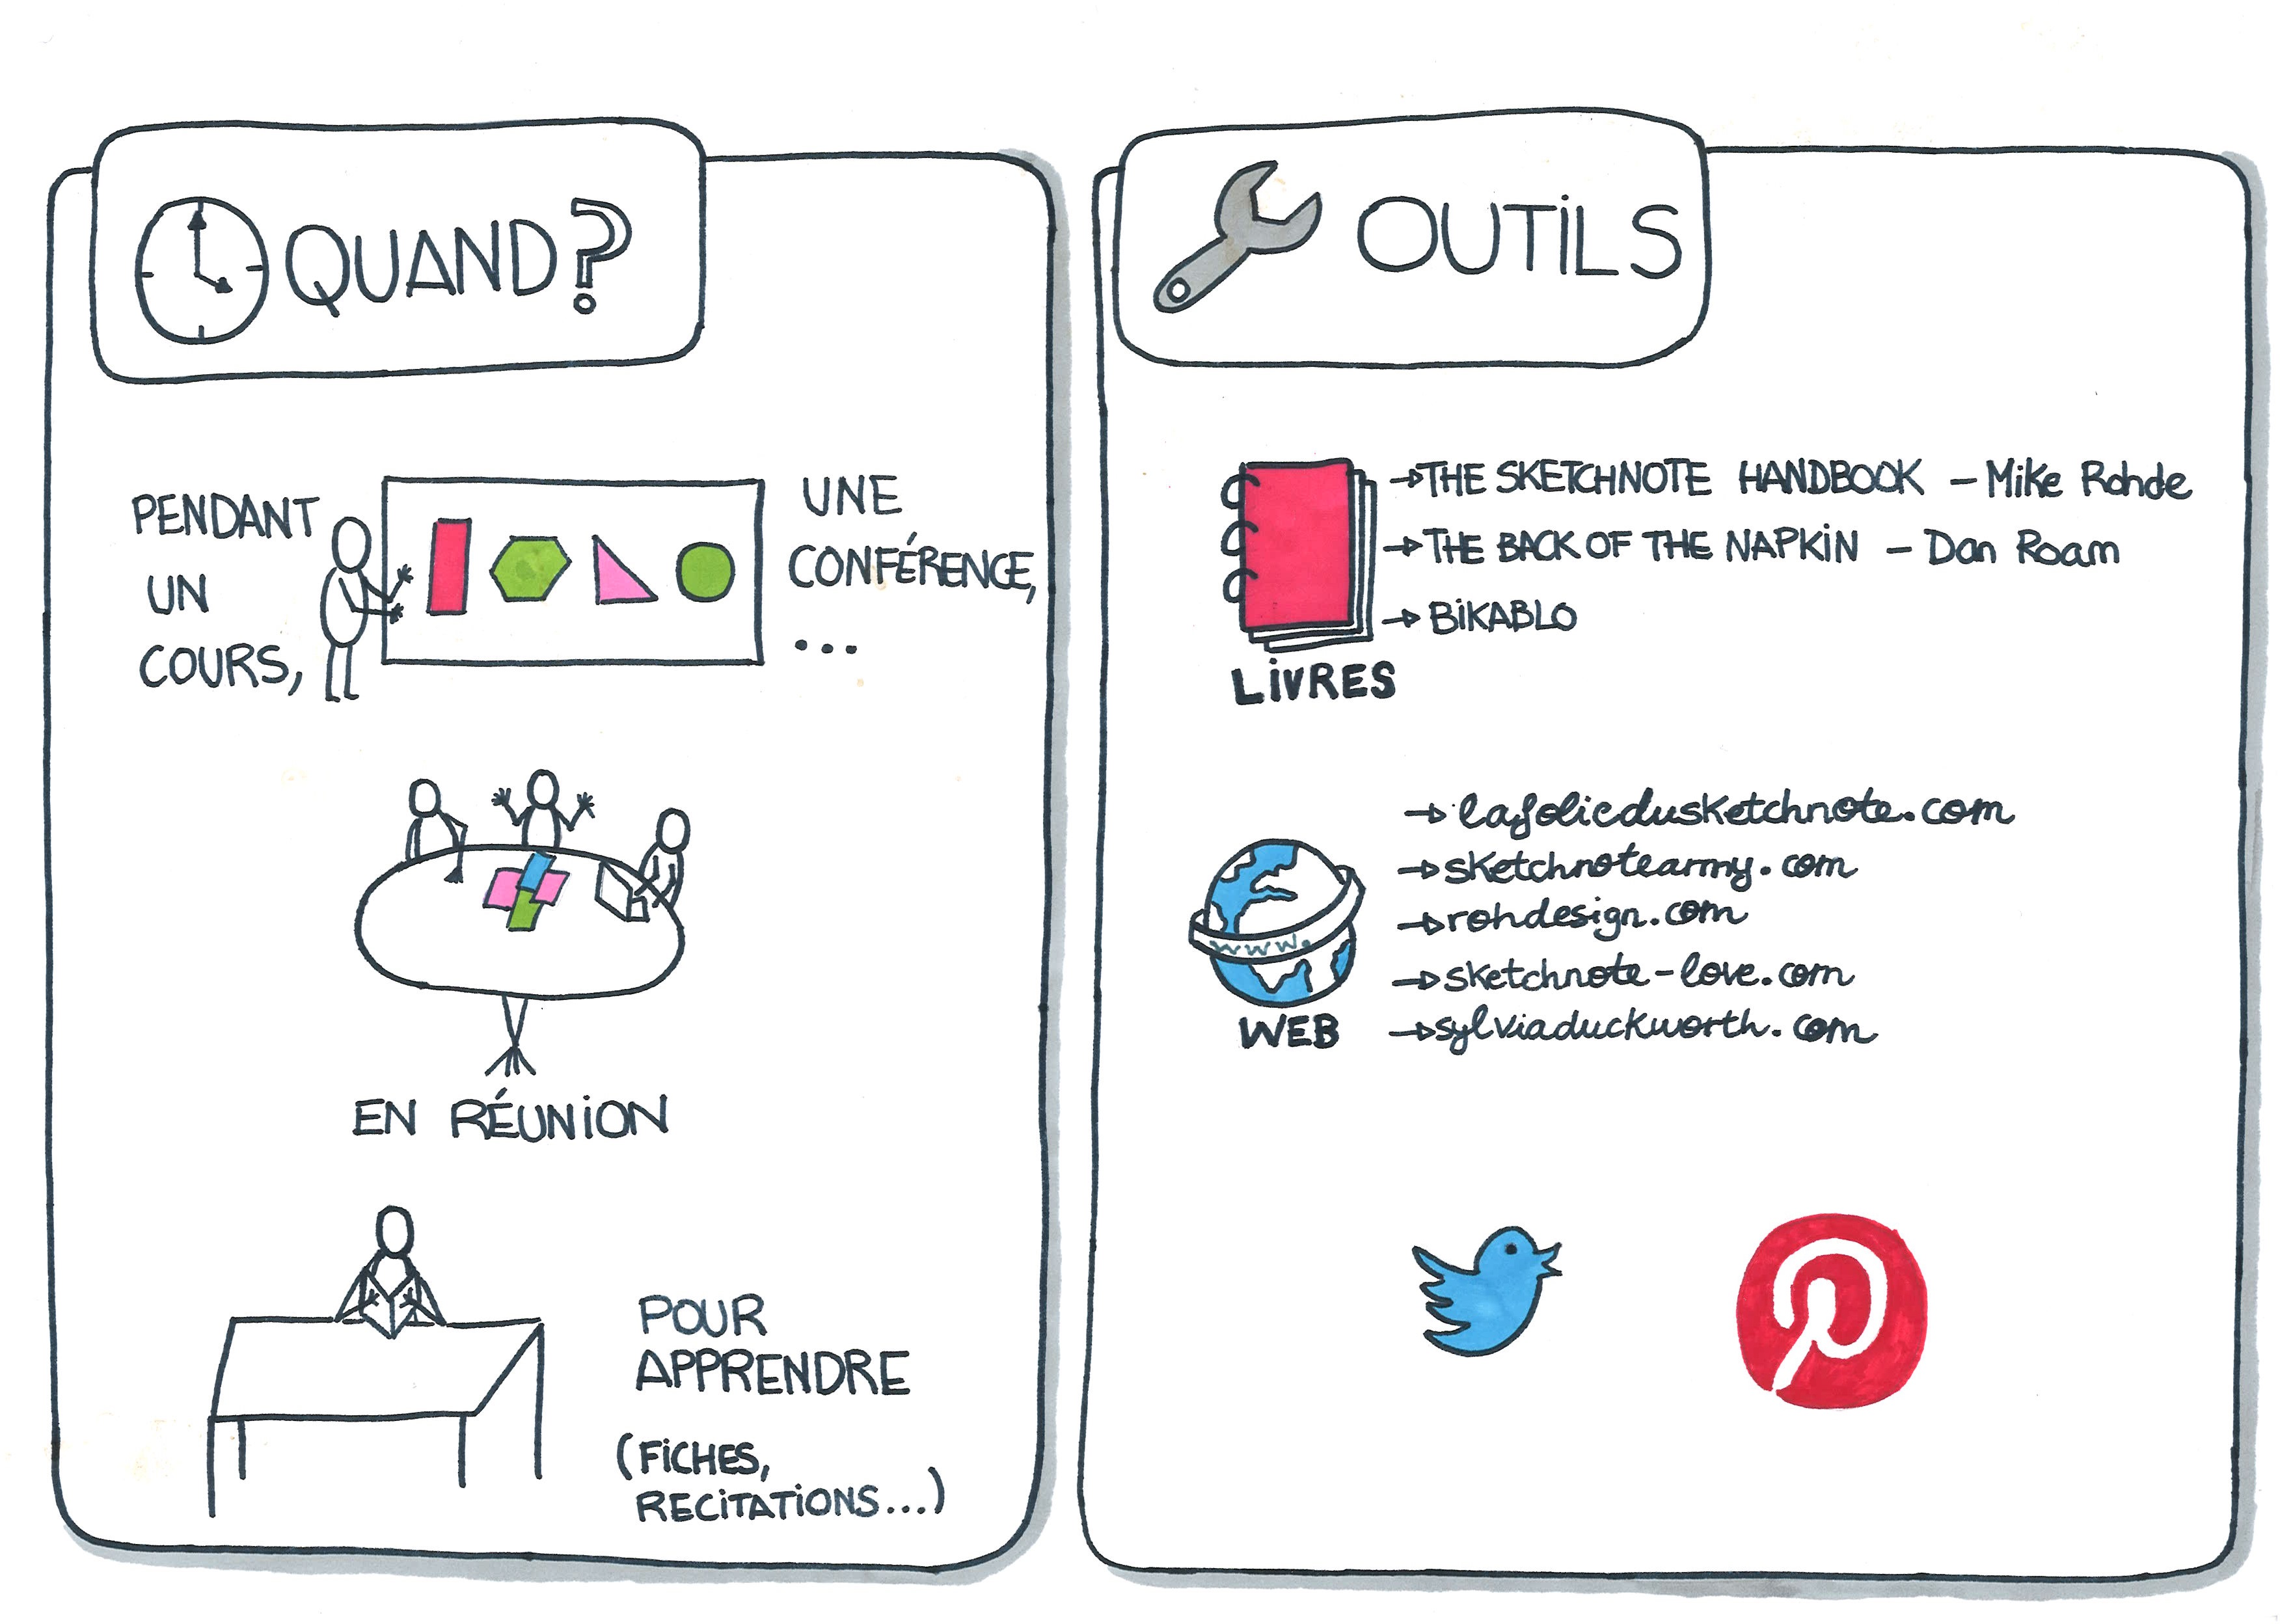 QUAND?
PENDANT
UN
COURS,
UNE
CONFÉRENCE,
...
EN RÉUNION
POUR
APPRENDRE
(FiCHES,
RECiTATiONS...)
OUTiLS
→THE SKETCHNOTE HANDBOOK – Mike Rohde
→THE BACK OF THE NAPKiN – Dan Roam
→BiKABLO
LiVRES
→lafoliedusketchnote.com
→sketchnotearmy.com
→rohdesign.com
→sketchnote-love.com
→sylviaduckworth.com
www.
WEB